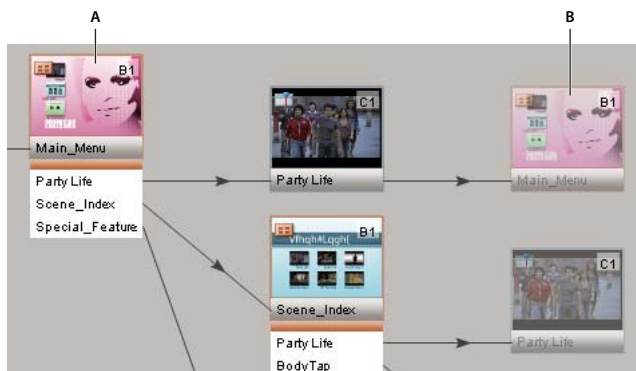 A
B
B1
C1
B1
Main_Menu
Party Life
Main_Menu
Party Life
Scene_Index
Special_Feature
B1
C1
Scene_Index
Party Life
Party Life
BodyTap